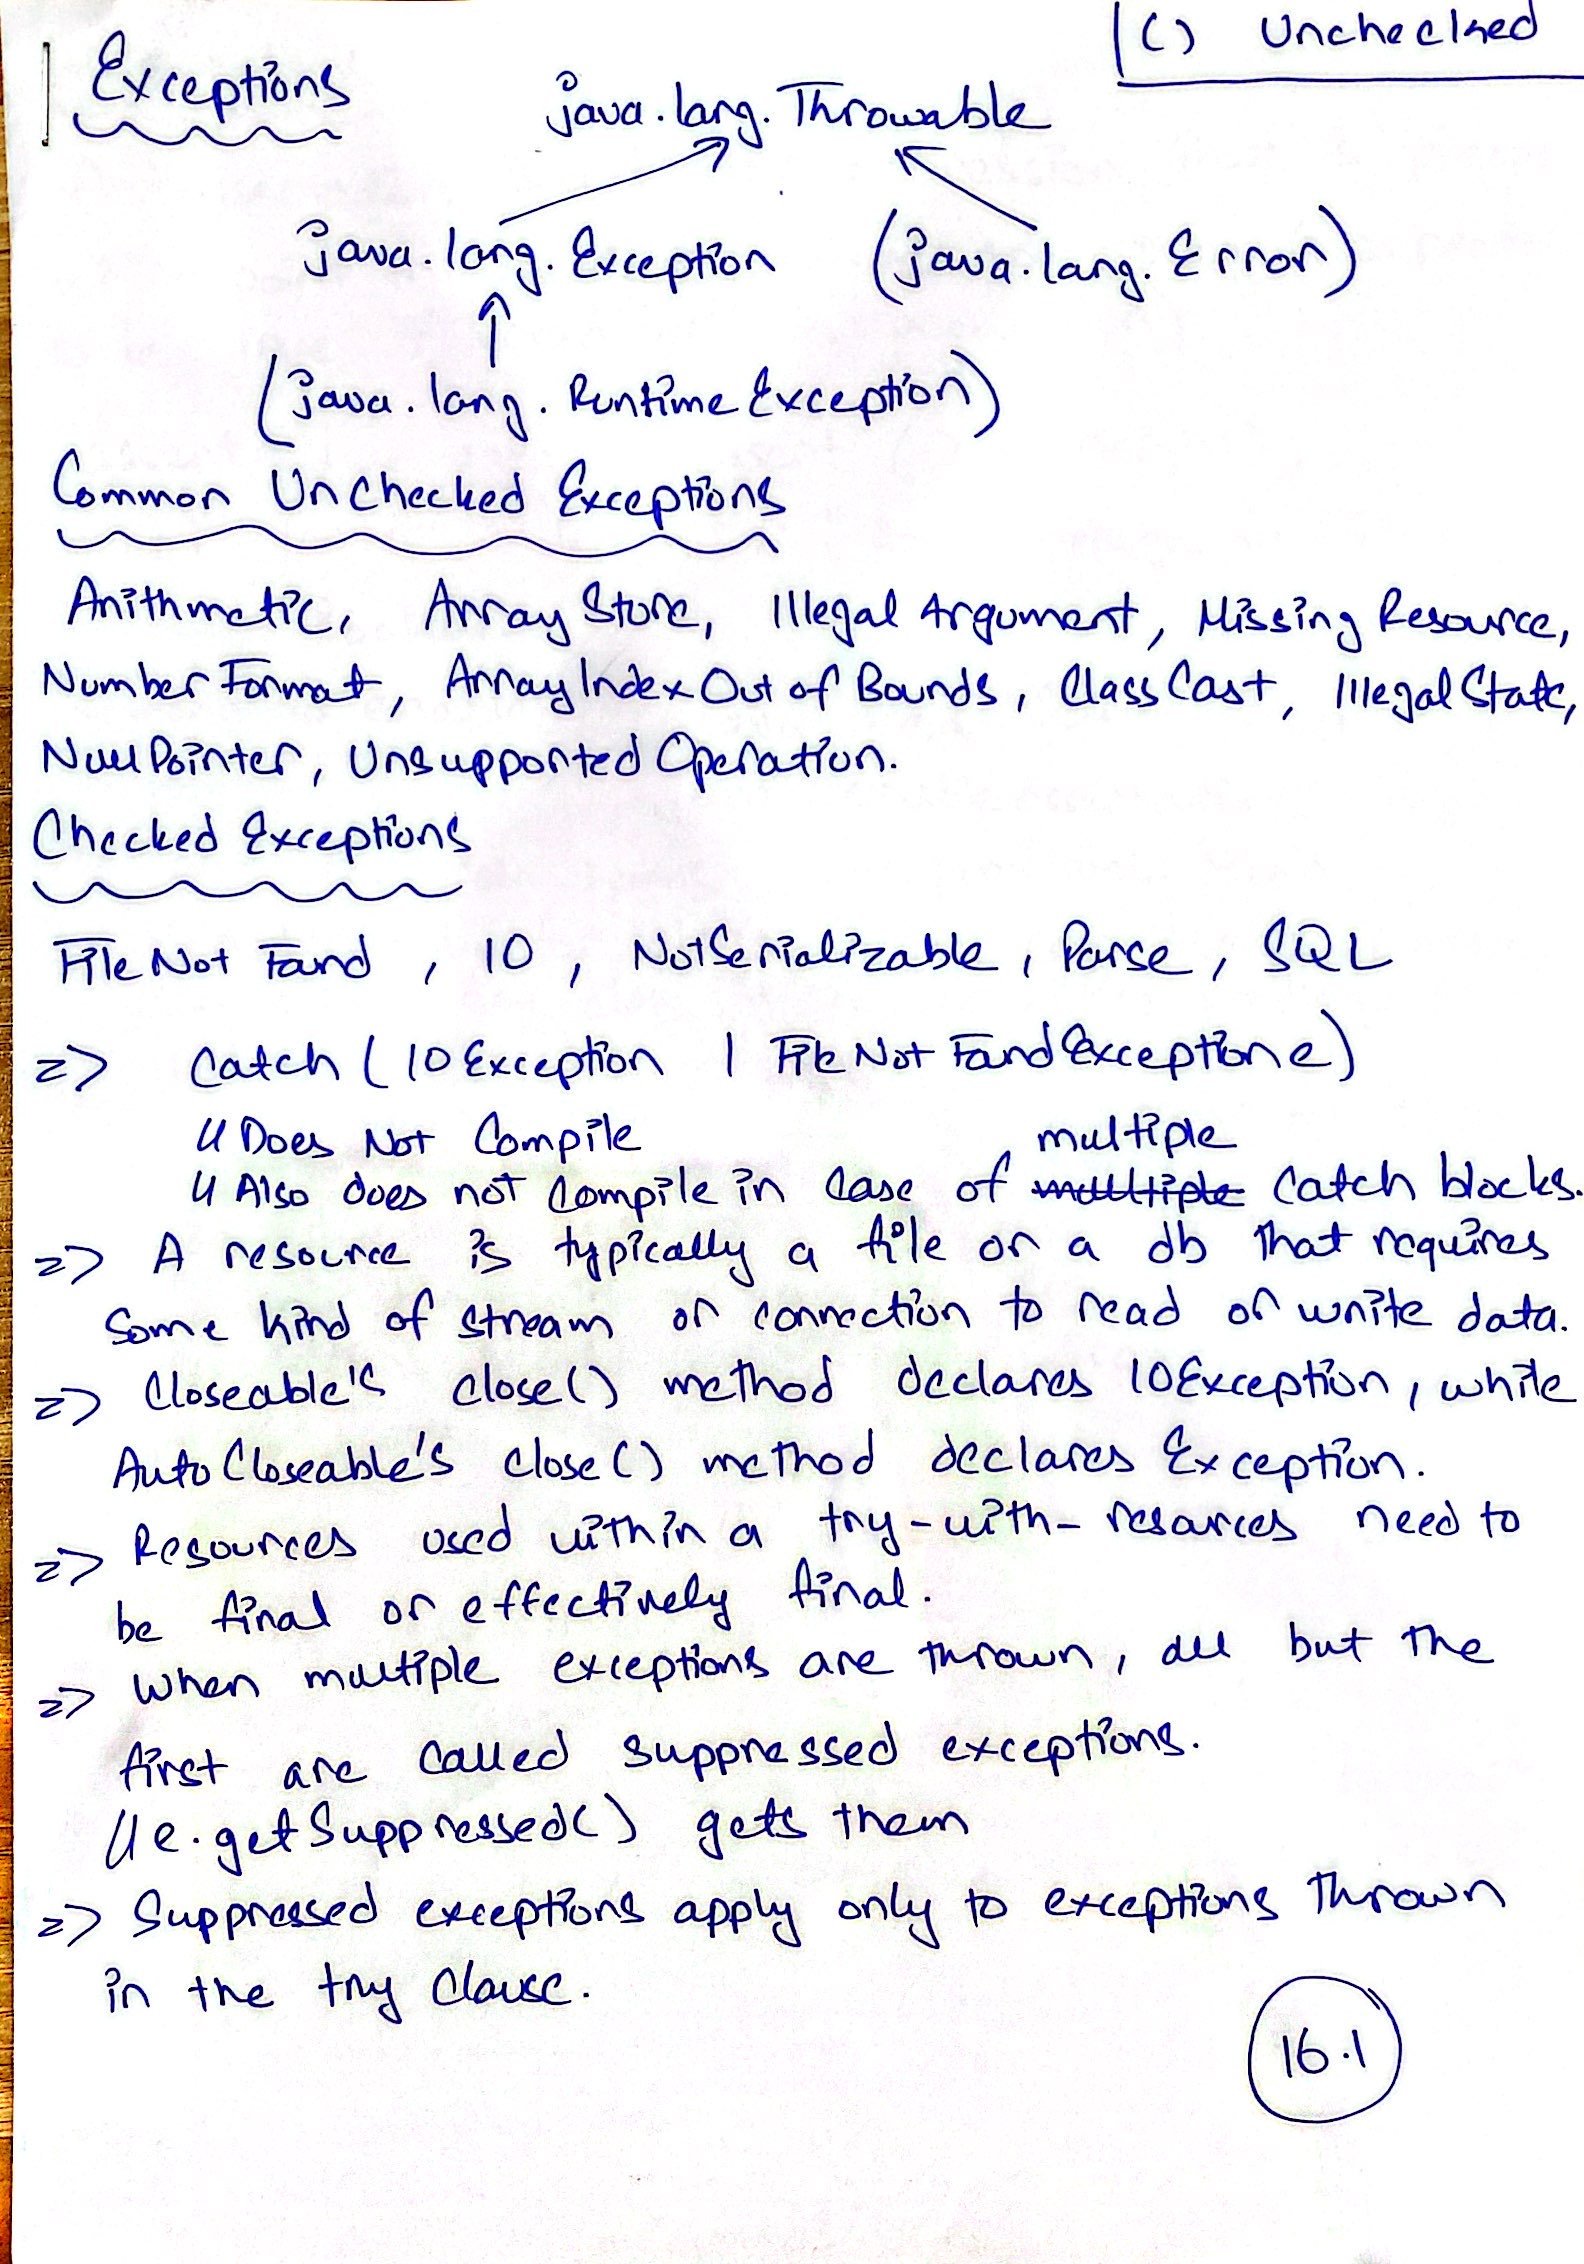 Exceptions
( ) Unchecked
java.lang.Throwable
java.lang.Exception (java.lang.Error)
(java.lang.RuntimeException)
Common Unchecked Exceptions
Arithmetic, ArrayStore, IllegalArgument, MissingResource,
NumberFormat, ArrayIndexOutofBounds, ClassCast, IllegalState,
NullPointer, UnsupportedOperation.
Checked Exceptions
FileNotFound, IO, NotSerializable, Parse, SQL
=> Catch (IOException | FileNotFoundException e)
// Does Not Compile
multiple
// Also does not compile in case of multiple catch blocks.
=> A resource is typically a file or a db that requires
some kind of stream or connection to read or write data.
=> Closeable's close() method declares IOException, while
AutoCloseable's close() method declares Exception.
=> Resources used within a try-with-resources need to
be final or effectively final.
=> When multiple exceptions are thrown, all but the
first are called suppressed exceptions.
// e.getSuppressed() gets them
=> Suppressed exceptions apply only to exceptions thrown
in the try clause.
16.1